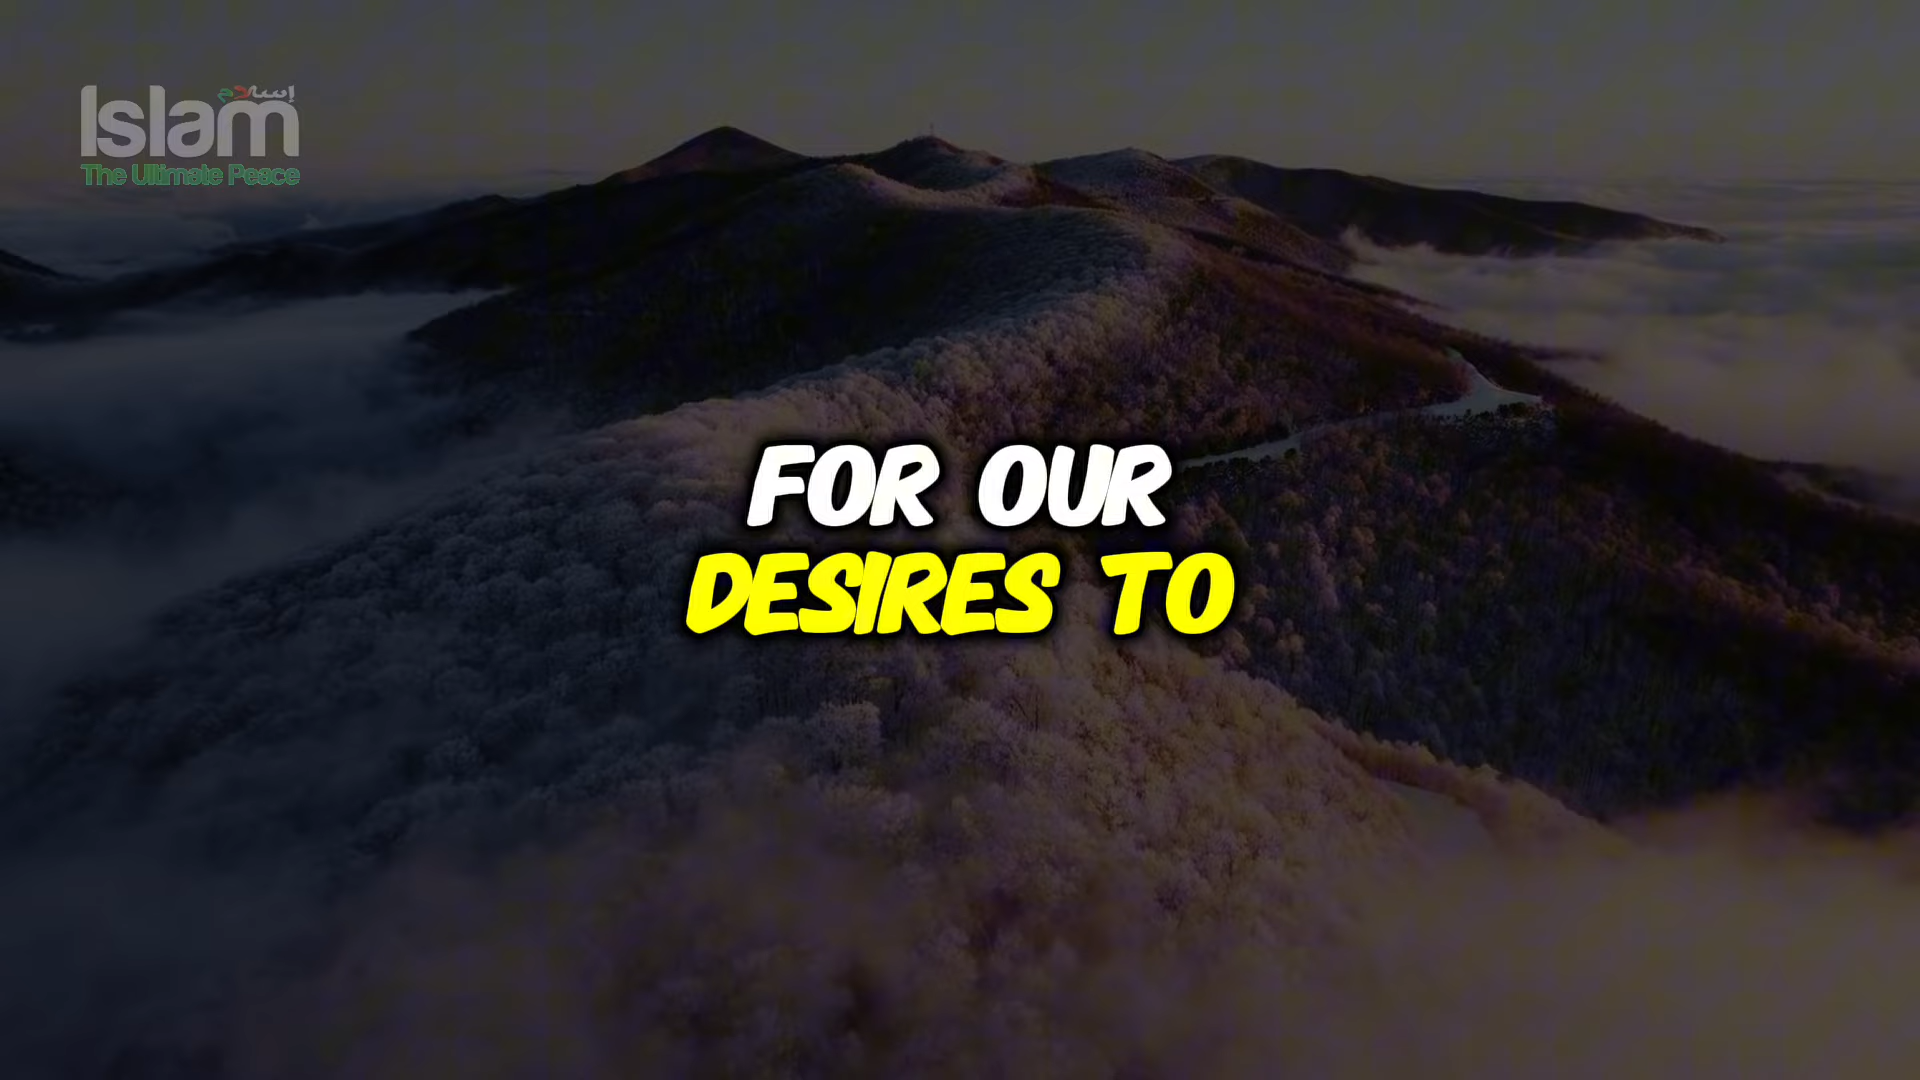 إسلام
Islam
The Ultimate Peace
FOR OUR
DESIRES TO